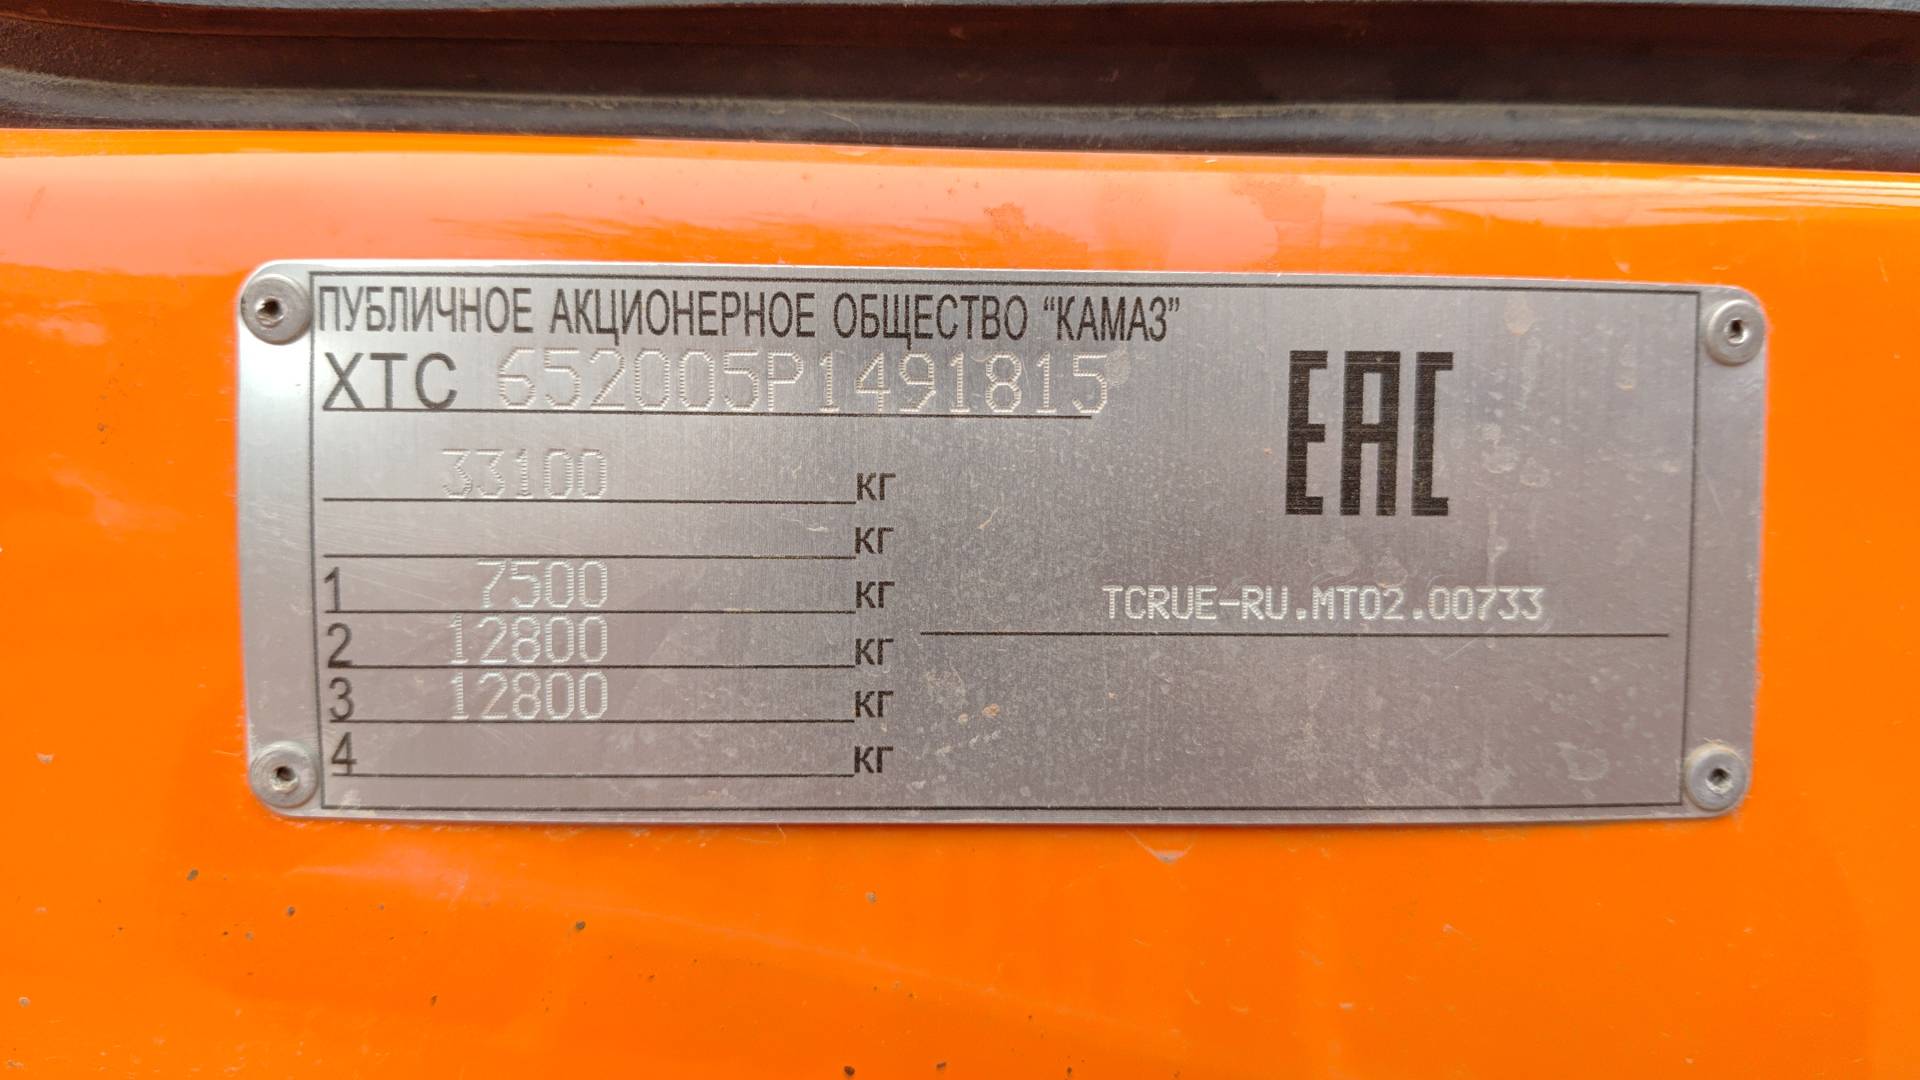 ПУБЛИЧНОЕ АКЦИОНЕРНОЕ ОБЩЕСТВО “КАМАЗ”
XTC 652005P1491815
EAC
33100 кг
кг
1 7500 кг
TCRUE-RU.MT02.00733
2 12800 кг
3 12800 кг
4 кг